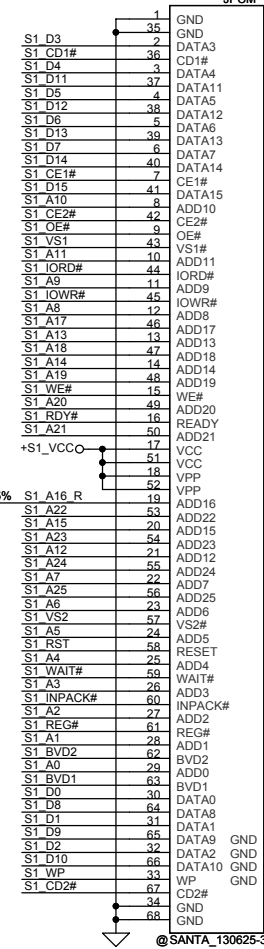 1 GND
35 GND
S1_D3 2 DATA3
S1_CD1# 36 CD1#
S1_D4 3 DATA4
S1_D11 37 DATA11
S1_D5 4 DATA5
S1_D12 38 DATA12
S1_D6 5 DATA6
S1_D13 39 DATA13
S1_D7 6 DATA7
S1_D14 40 DATA14
S1_CE1# 7 CE1#
S1_D15 41 DATA15
S1_A10 8 ADD10
S1_CE2# 42 CE2#
S1_OE# 9 OE#
S1_VS1 43 VS1#
S1_A11 10 ADD11
S1_IORD# 44 IORD#
S1_A9 11 ADD9
S1_IOWR# 45 IOWR#
S1_A8 12 ADD8
S1_A17 46 ADD17
S1_A13 13 ADD13
S1_A18 47 ADD18
S1_A14 14 ADD14
S1_A19 48 ADD19
S1_WE# 15 WE#
S1_A20 49 ADD20
S1_RDY# 16 READY
S1_A21 50 ADD21
+S1_VCC 17 VCC
51 VCC
18 VPP
52 VPP
% S1_A16_R 19 ADD16
S1_A22 53 ADD22
S1_A15 20 ADD15
S1_A23 54 ADD23
S1_A12 21 ADD12
S1_A24 55 ADD24
S1_A7 22 ADD7
S1_A25 56 ADD25
S1_A6 23 ADD6
S1_VS2 57 VS2#
S1_A5 24 ADD5
S1_RST 58 RESET
S1_A4 25 ADD4
S1_WAIT# 59 WAIT#
S1_A3 26 ADD3
S1_INPACK# 60 INPACK#
S1_A2 27 ADD2
S1_REG# 61 REG#
S1_A1 28 ADD1
S1_BVD2 62 BVD2
S1_A0 29 ADD0
S1_BVD1 63 BVD1
S1_D0 30 DATA0
S1_D8 64 DATA8
S1_D1 31 DATA1
S1_D9 65 DATA9 GND
S1_D2 32 DATA2 GND
S1_D10 66 DATA10 GND
S1_WP 33 WP GND
S1_CD2# 67 CD2#
34 GND
68 GND